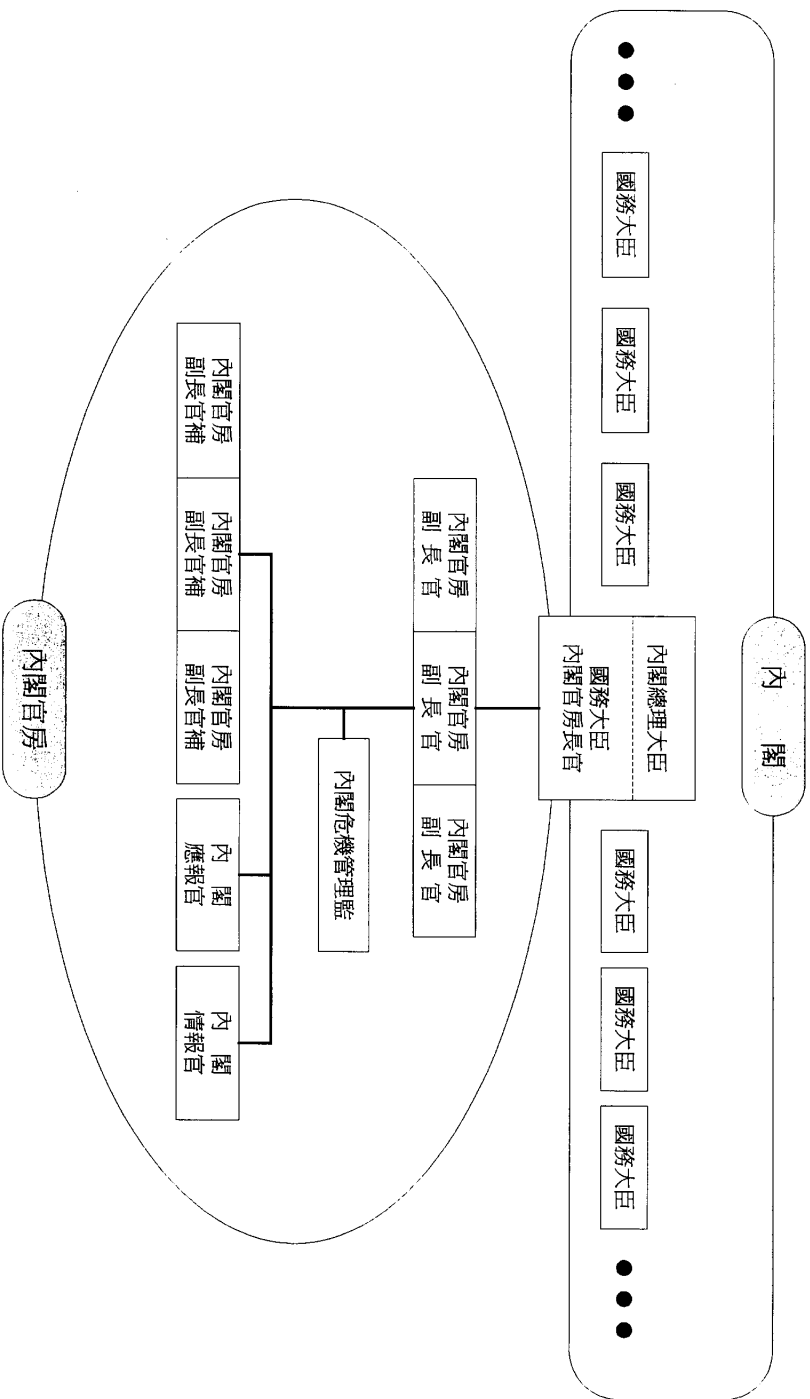 內 閣
國務大臣
國務大臣
國務大臣
內閣總理大臣
國務大臣
內閣官房長官
國務大臣
國務大臣
國務大臣
內閣官房
副長官
內閣官房
副長官
內閣官房
副長官
內閣危機管理監
內閣官房
副長官補
內閣官房
副長官補
內閣官房
副長官補
內 閣
應報官
內 閣
情報官
內閣官房